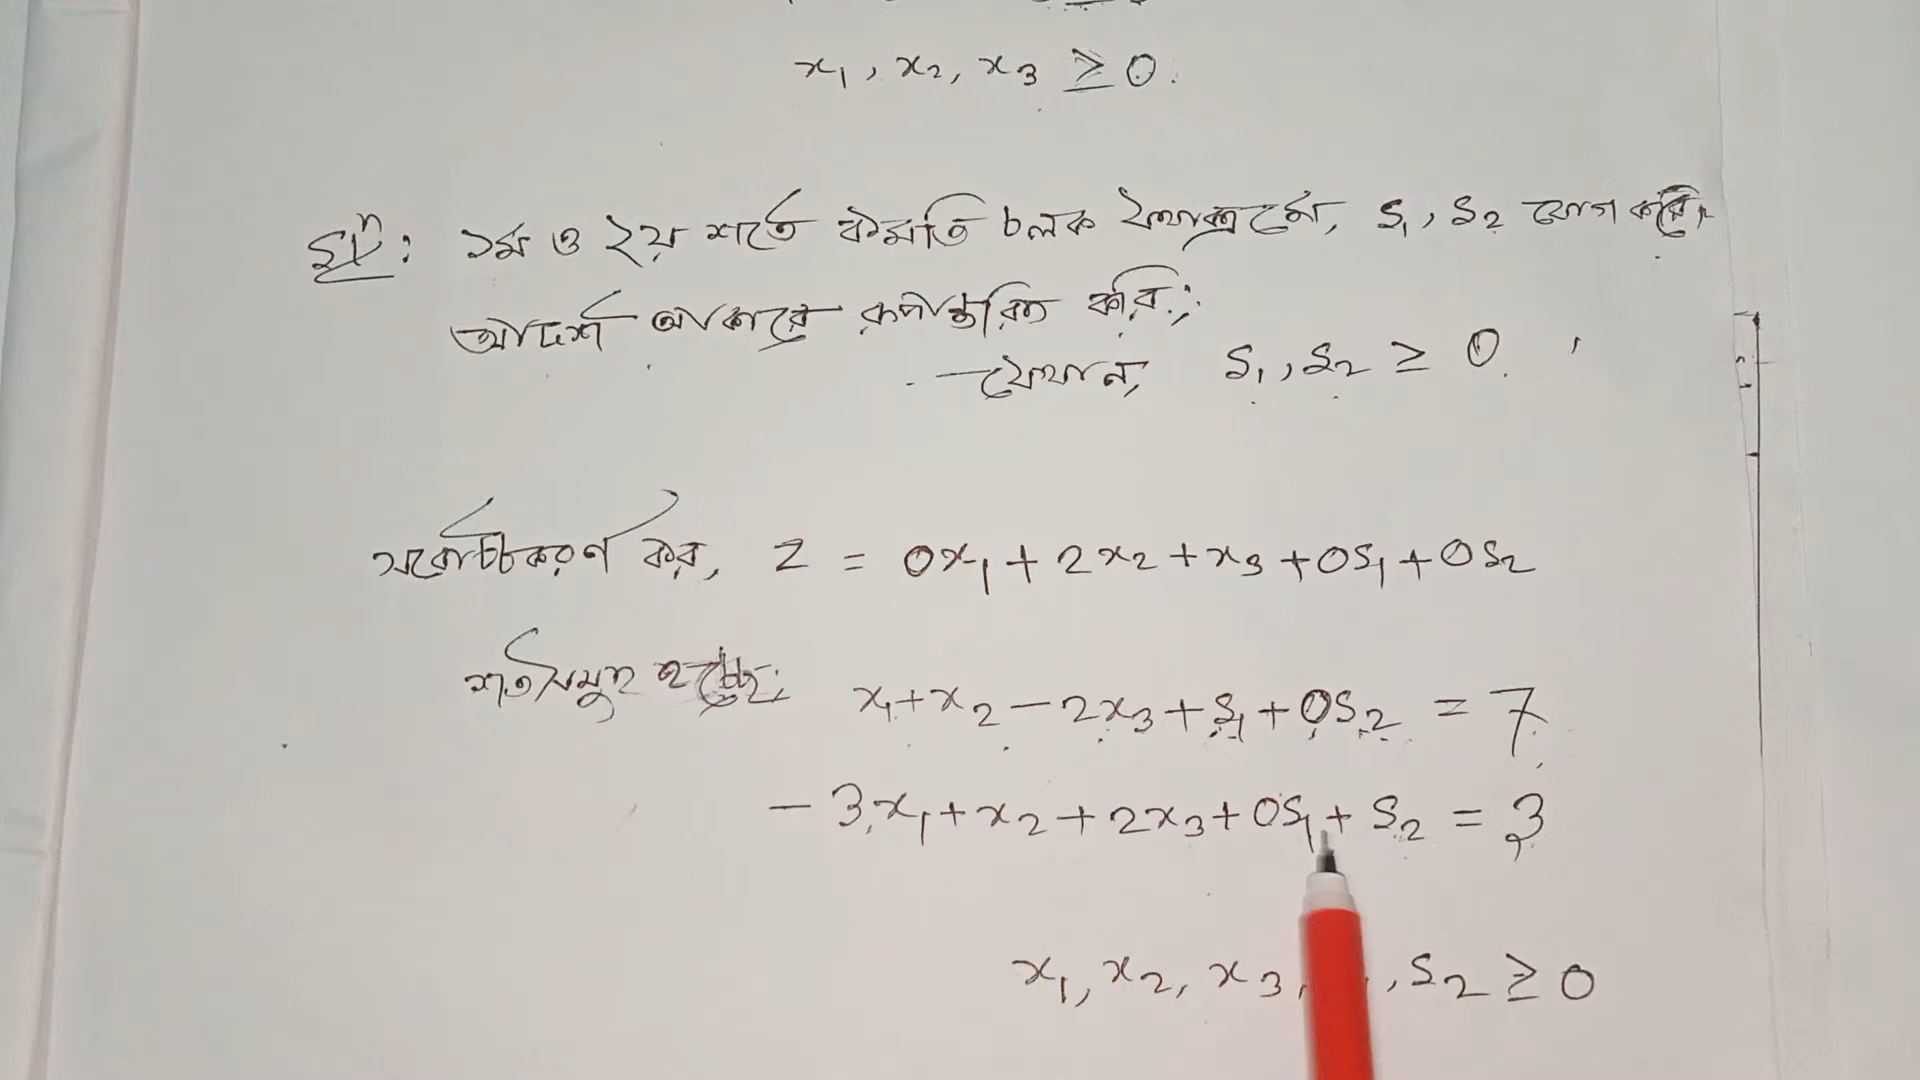 x₁, x₂, x₃ ≥ 0.
Solⁿ: ১ম ও ২য় শর্তে কমতি চলক যথাক্রমে, S₁, S₂ যোগ করি,
আদর্শ আকারে রূপান্তরিত করি;
যেখানে, S₁, S₂ ≥ 0.
সর্বোচ্চকরণ কর, Z = 0x₁ + 2x₂ + x₃ + 0S₁ + 0S₂
শর্তসমুহ হচ্ছে; x₁ + x₂ - 2x₃ + S₁ + 0S₂ = 7
- 3x₁ + x₂ + 2x₃ + 0S₁ + S₂ = 3
x₁, x₂, x₃, , S₂ ≥ 0